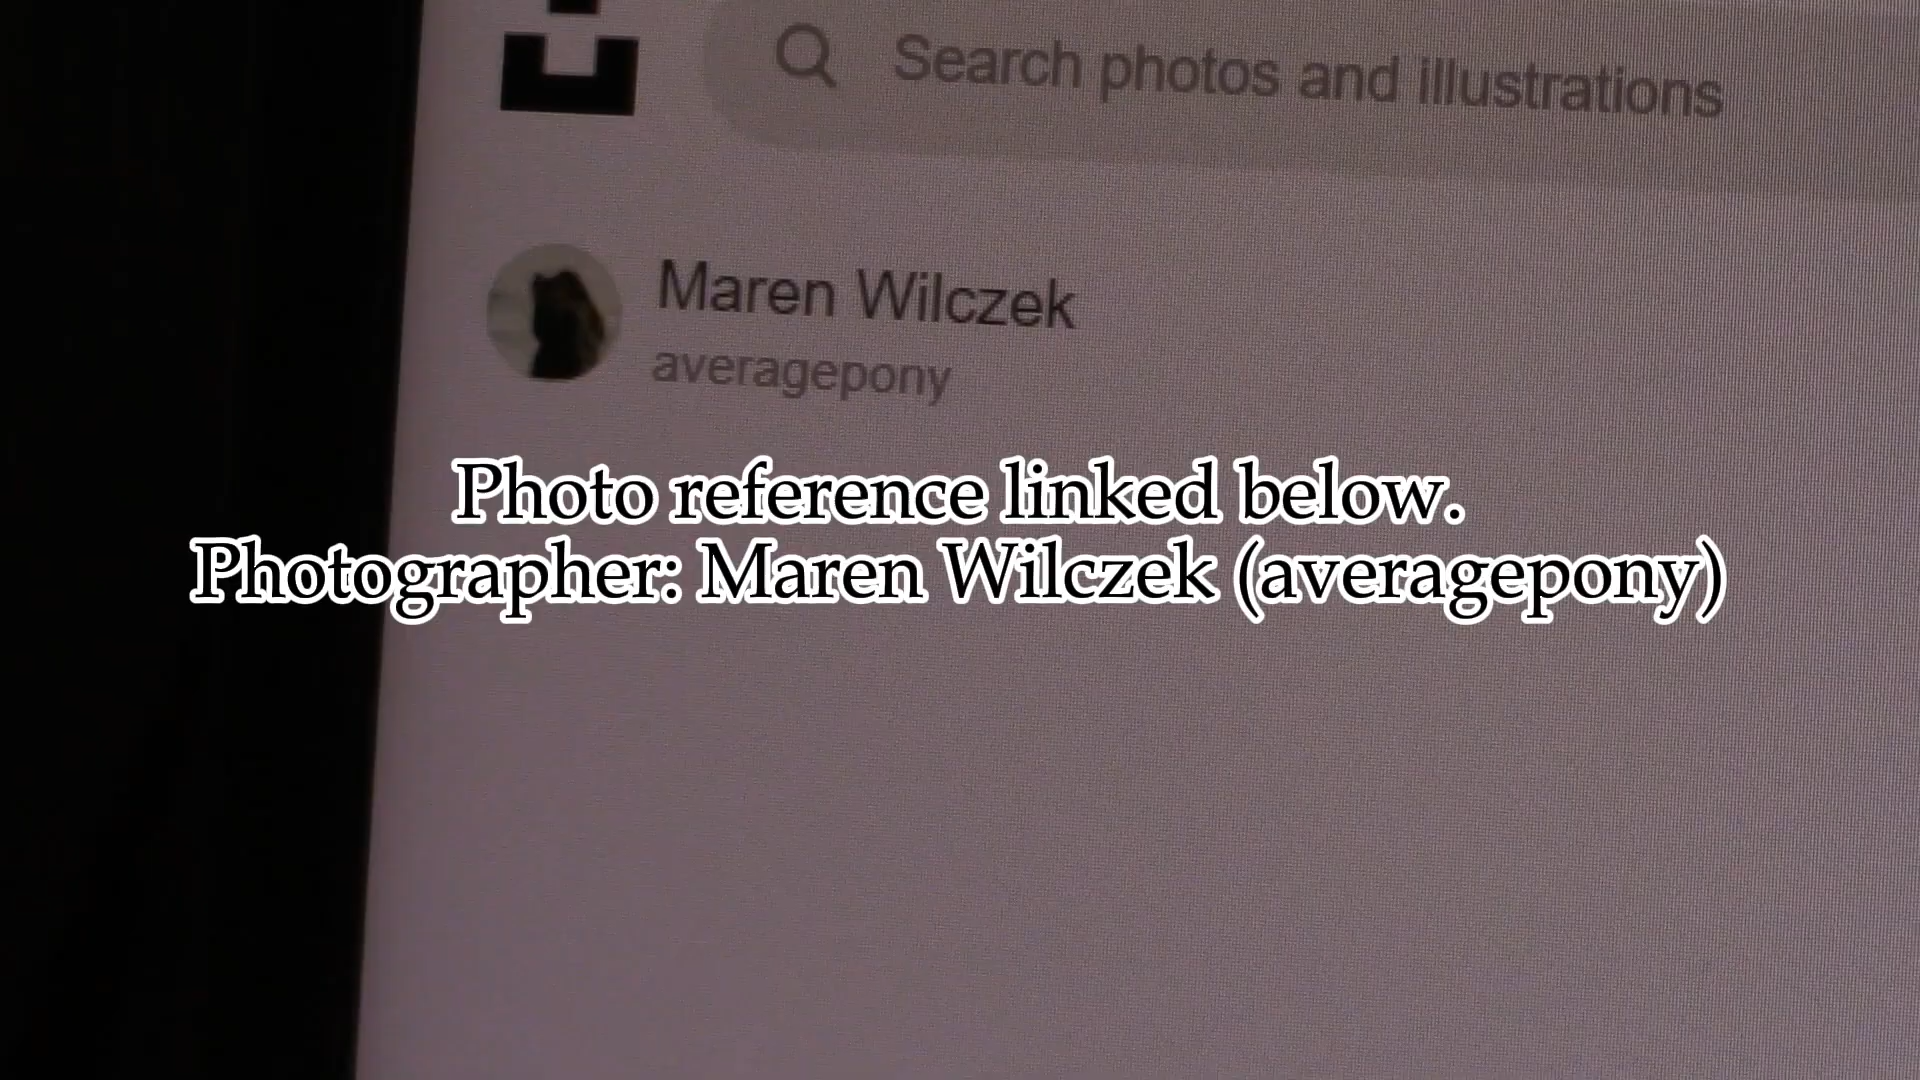 Search photos and illustrations
Maren Wilczek
averagepony
Photo reference linked below.
Photographer: Maren Wilczek (averagepony)